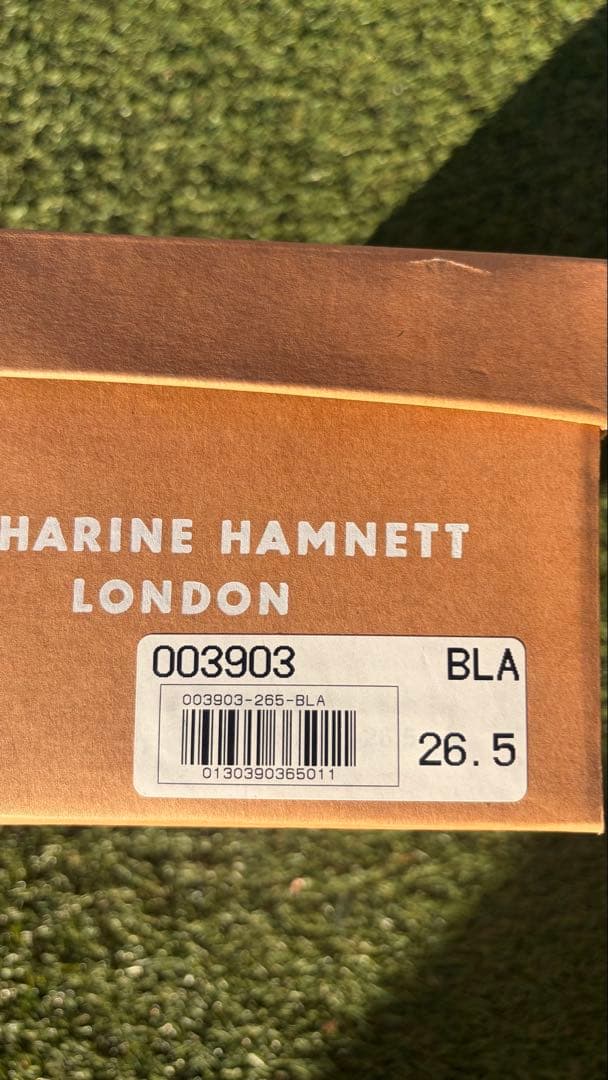 HARINE HAMNETT
LONDON
003903 BLA
003903-265-BLA
26.5
0130390365011